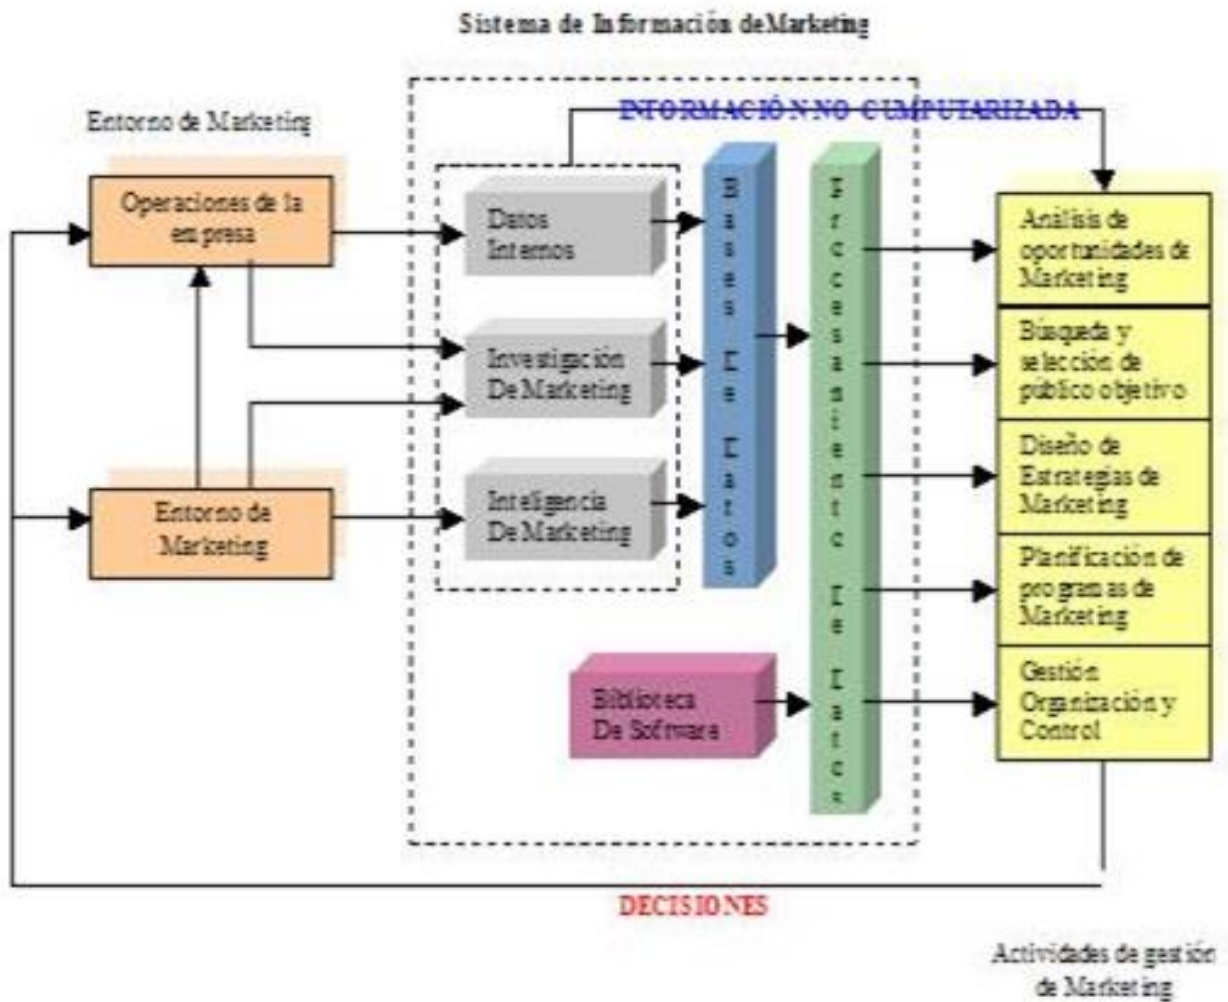 Sistema de Información deMarketing
INFORMACIÓN NO CUMPUTARIZADA
Entorno de Marketing
Operaciones de la
empresa
Entorno de
Marketing
Datos
Internos
Investigación
De Marketing
Inteligencia
De Marketing
Bases De Datos
Biblioteca
De Software
Procesamiento De Datos
Análisis de
oportunidades de
Marketing
Búsqueda y
selección de
público objetivo
Diseño de
Estrategias de
Marketing
Planificación de
programas de
Marketing
Gestión
Organización y
Control
DECISIONES
Actividades de gestión
de Marketing